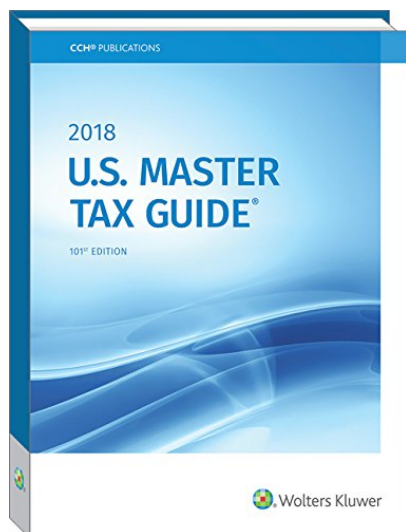 CCH® PUBLICATIONS
2018
U.S. MASTER
TAX GUIDE®
101ST EDITION
Wolters Kluwer